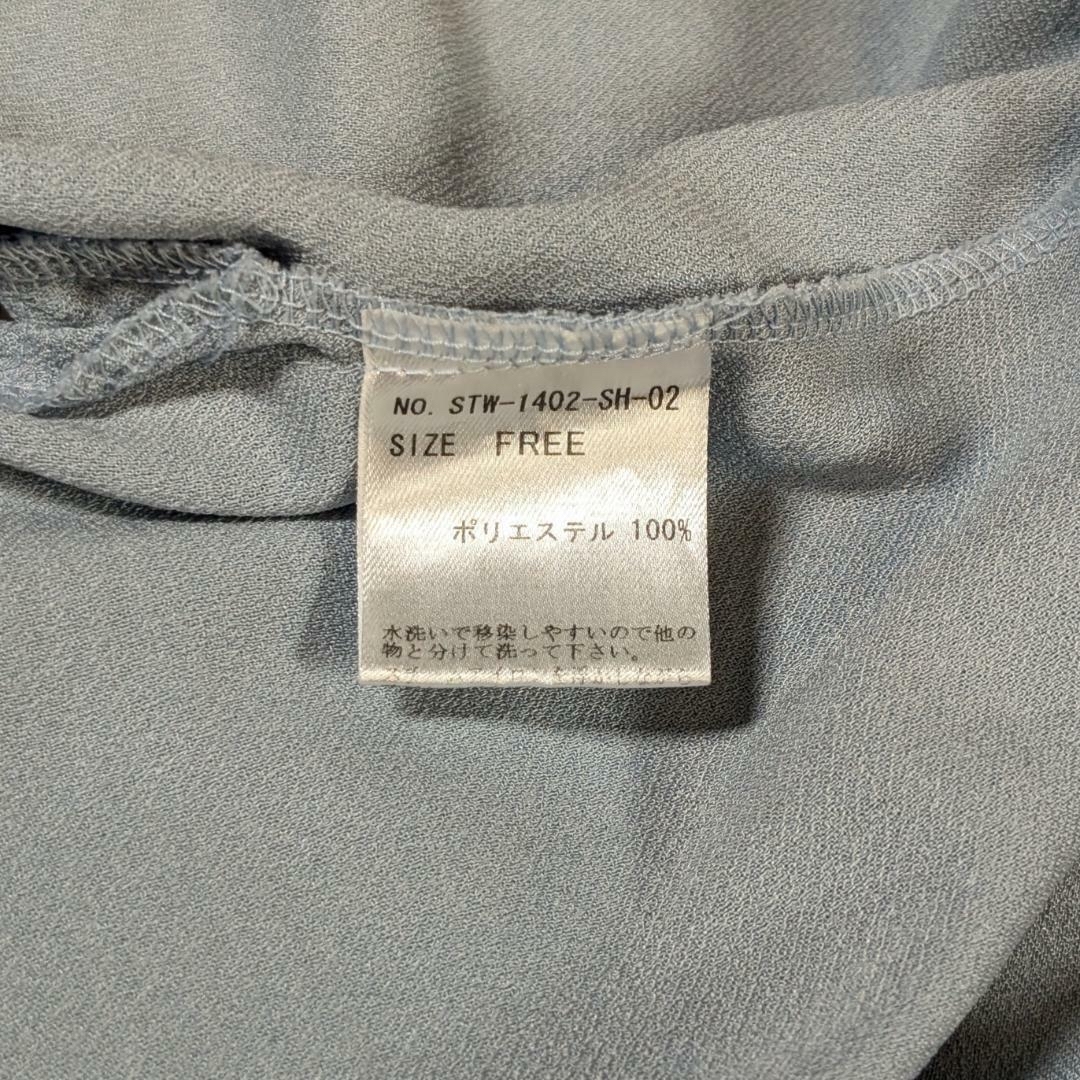 NO. STW-1402-SH-02
SIZE FREE
ポリエステル 100%
水洗いで移染しやすいので他の
物と分けて洗って下さい。